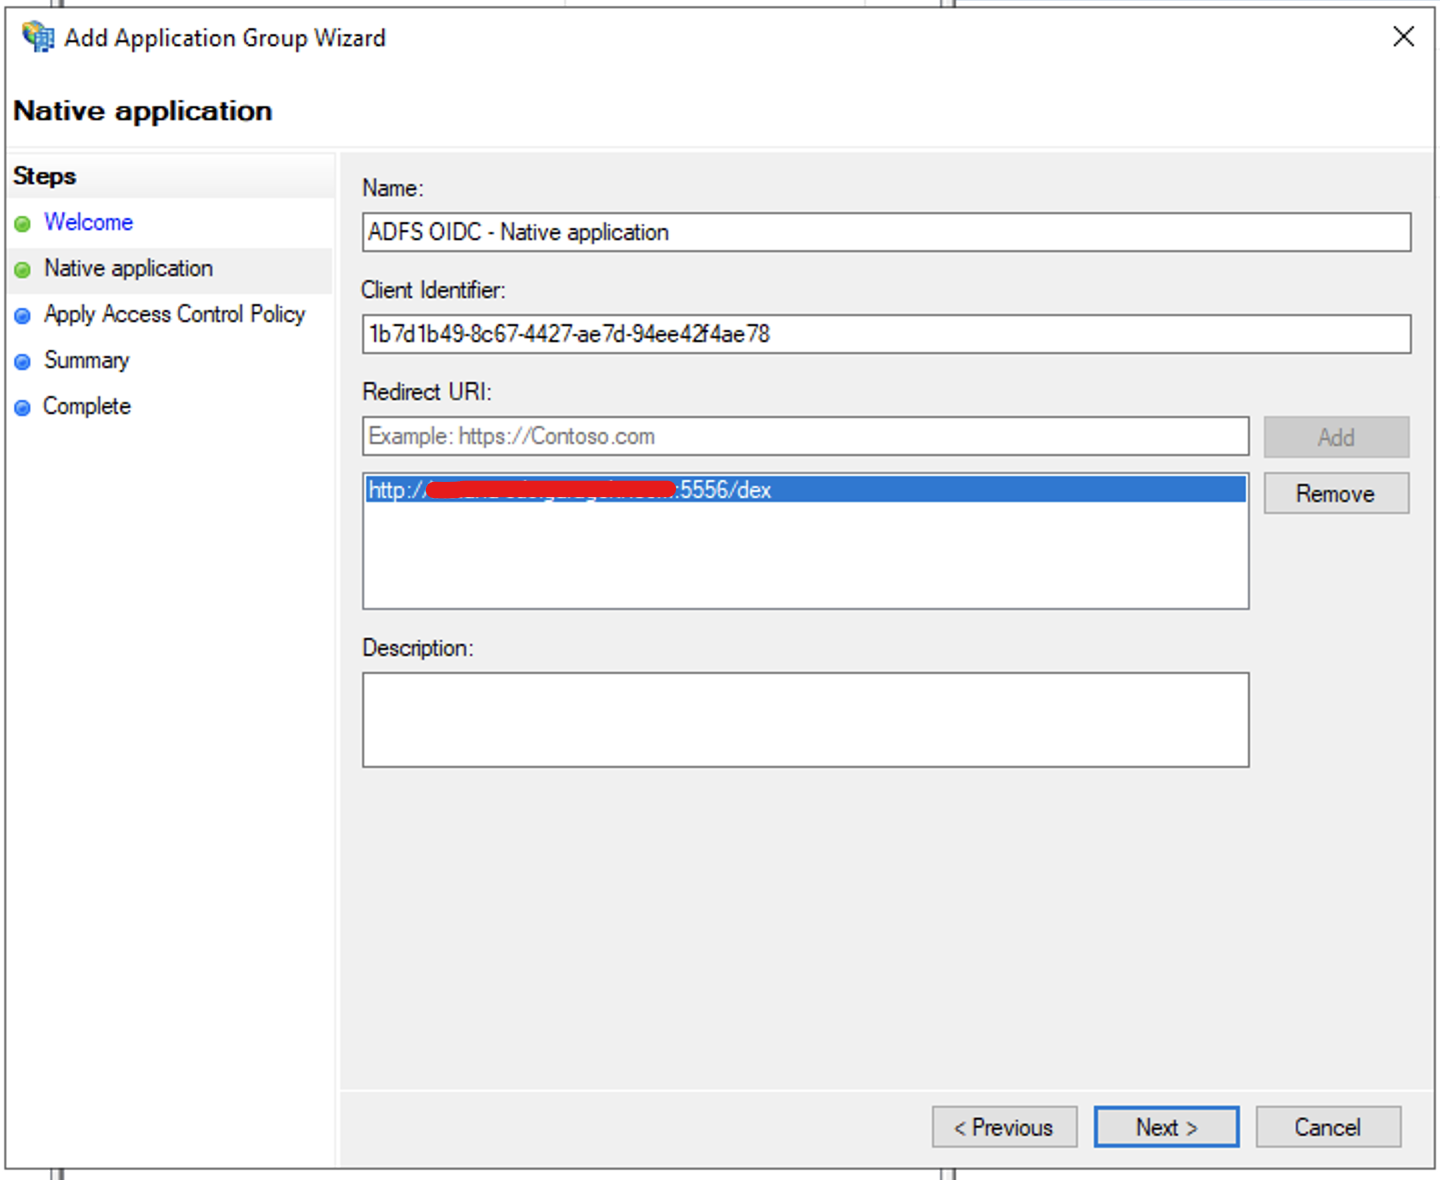 Add Application Group Wizard
Native application
Steps
Welcome
Native application
Apply Access Control Policy
Summary
Complete
Name:
ADFS OIDC - Native application
Client Identifier:
1b7d1b49-8c67-4427-ae7d-94ee42f4ae78
Redirect URI:
Example: https://Contoso.com
Add
http:// :5556/dex
Remove
Description:
< Previous
Next >
Cancel